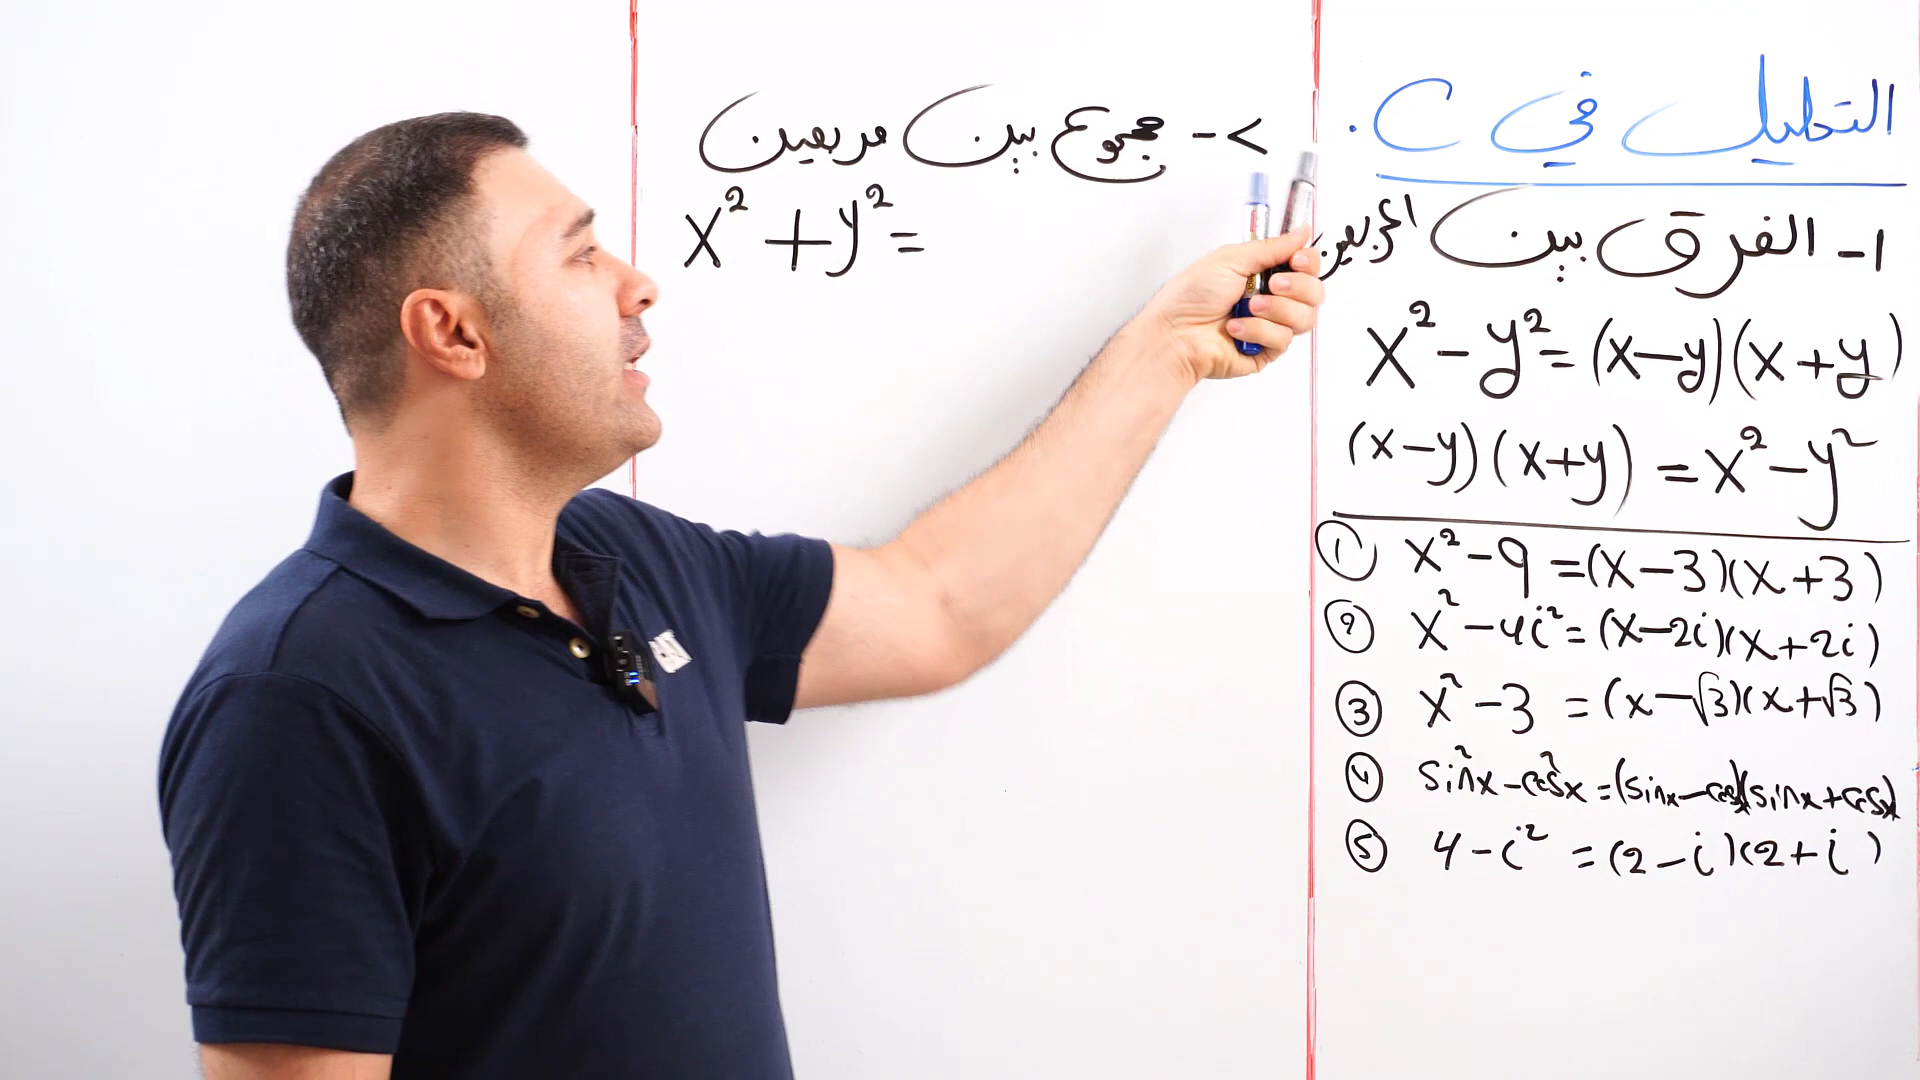 التحليل في C .
١- الفرق بين المربعين
x² - y² = (x-y)(x+y)
(x-y)(x+y) = x² - y²
① x² - 9 = (x-3)(x+3)
② x² - 4i² = (x-2i)(x+2i)
③ x² - 3 = (x-√3)(x+√3)
④ sin²x - cos²x = (sinx-cosx)(sinx+cosx)
⑤ 4 - i² = (2-i)(2+i)
٢- مجموع بين مربعين
x² + y² =